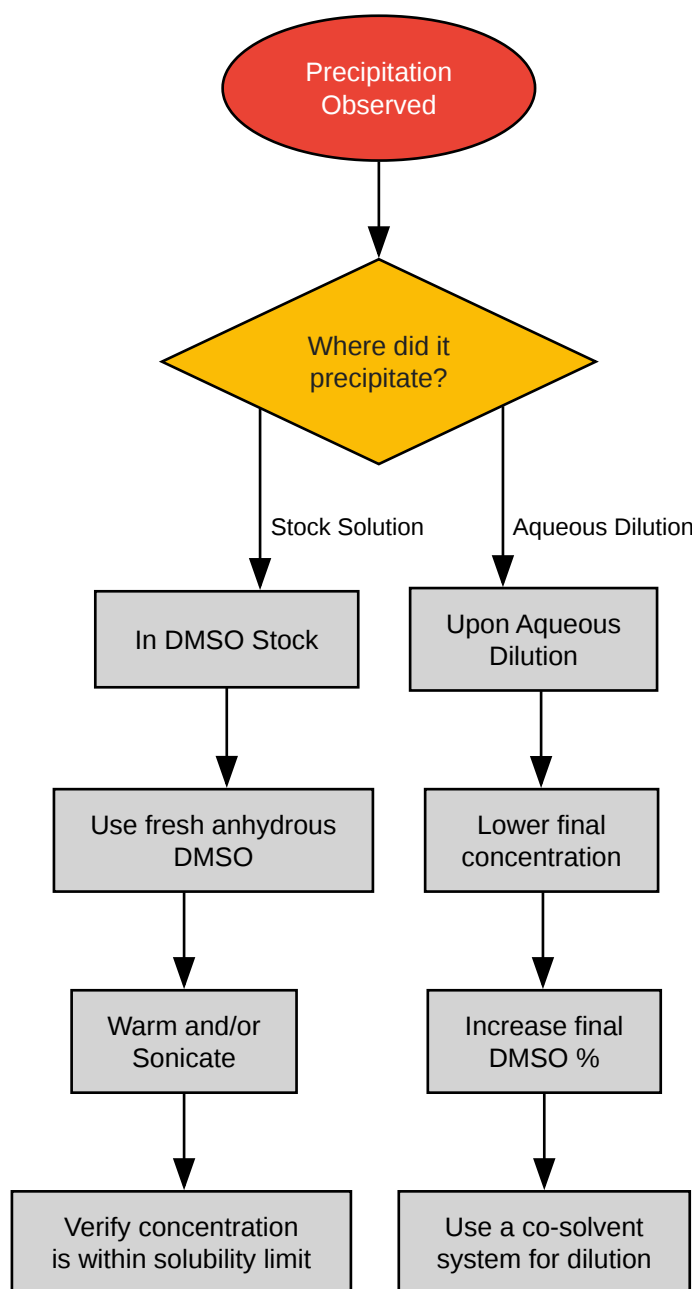 Precipitation
Observed
Where did it
precipitate?
Stock Solution
Aqueous Dilution
In DMSO Stock
Upon Aqueous
Dilution
Use fresh anhydrous
DMSO
Lower final
concentration
Warm and/or
Sonicate
Increase final
DMSO %
Verify concentration
is within solubility limit
Use a co-solvent
system for dilution